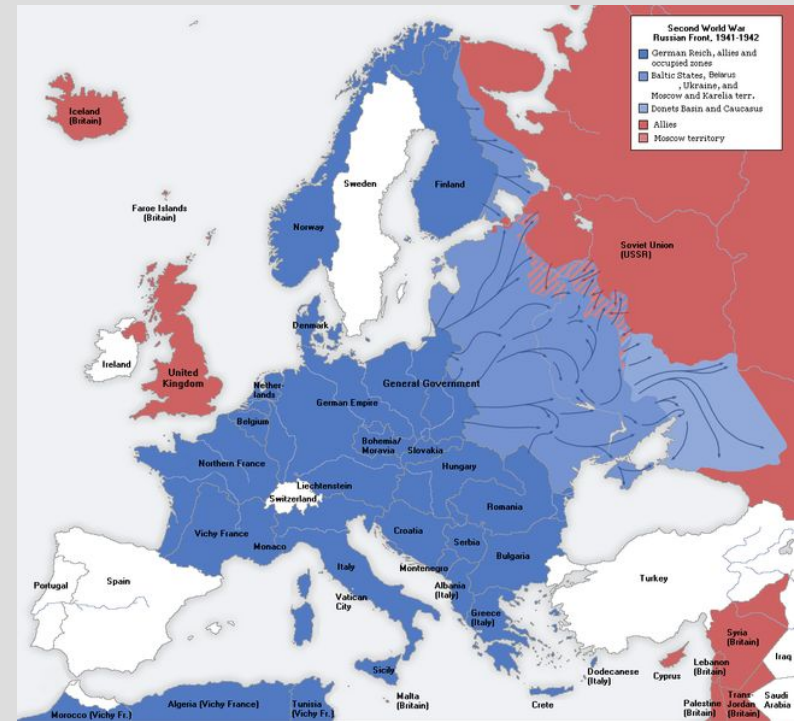 Second World War
Russian Front, 1941-1942
German Reich, allies and
occupied zones
Baltic States, Belarus
, Ukraine, and
Moscow and Karelia terr.
Donets Basin and Caucasus
Allies
Moscow territory
Iceland
(Britain)
Faroe Islands
(Britain)
Sweden
Finland
Norway
Soviet Union
(USSR)
Denmark
Ireland
United
Kingdom
Nether-
lands
General Government
German Empire
Belgium
Bohemia/
Moravia
Slovakia
Northern France
Hungary
Liechtenstein
Switzerland
Romania
Vichy France
Croatia
Monaco
Serbia
Italy
Bulgaria
Montenegro
Portugal
Spain
Vatican
City
Albania
(Italy)
Turkey
Greece
(Italy)
Syria
(Britain)
Iraq
Sicily
Dodecanese
(Italy)
Cyprus
Lebanon
(Britain)
Algeria (Vichy France)
Tunisia
(Vichy Fr.)
Malta
(Britain)
Crete
Palestine
(Britain)
Trans-
Jordan
(Britain)
Saudi
Arabia
Morocco (Vichy Fr.)